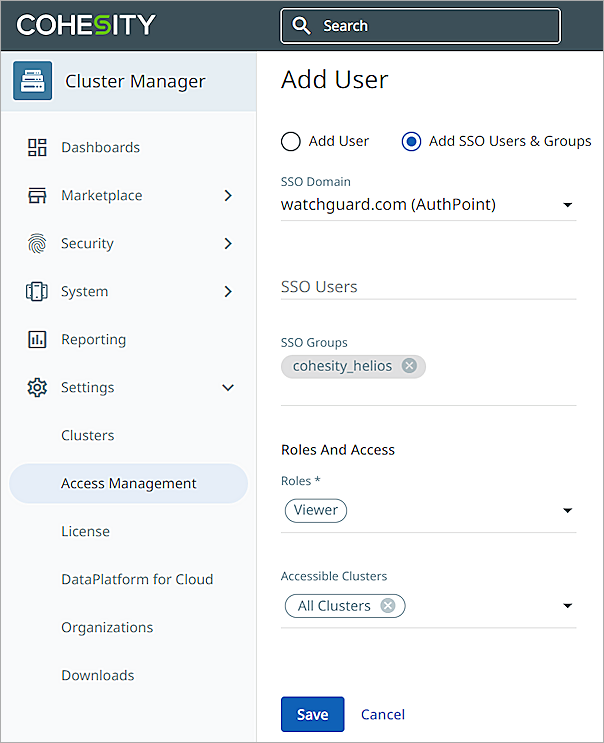 COHESITY
Search
Cluster Manager
Dashboards
Marketplace
Security
System
Reporting
Settings
Clusters
Access Management
License
DataPlatform for Cloud
Organizations
Downloads
Add User
Add User
Add SSO Users & Groups
SSO Domain
watchguard.com (AuthPoint)
SSO Users
SSO Groups
cohesity_helios
Roles And Access
Roles *
Viewer
Accessible Clusters
All Clusters
Save
Cancel